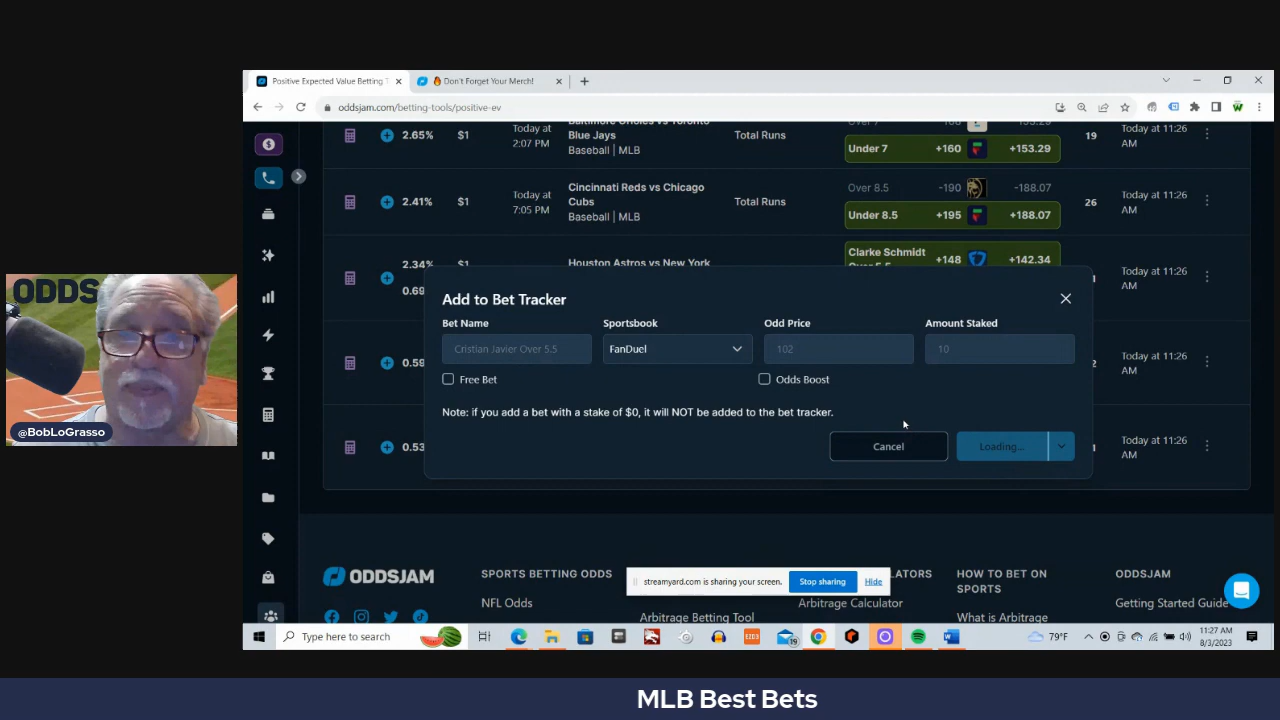 Positive Expected Value Betting T
🔥 Don't Forget Your Merch!
oddsjam.com/betting-tools/positive-ev
2.65%
$1
Today at
2:07 PM
Baltimore Orioles vs Toronto
Blue Jays
Baseball | MLB
Total Runs
Under 7
+160
+153.29
19
Today at 11:26
AM
2.41%
$1
Today at
7:05 PM
Cincinnati Reds vs Chicago
Cubs
Baseball | MLB
Total Runs
Over 8.5
-190
-188.07
Under 8.5
+195
+188.07
26
Today at 11:26
AM
2.34%
$1
Houston Astros vs New York
Clarke Schmidt
+148
+142.34
Today at 11:26
AM
0.59
Today at 11:26
AM
0.53
Today at 11:26
AM
Add to Bet Tracker
Bet Name
Sportsbook
Odd Price
Amount Staked
Cristian Javier Over 5.5
FanDuel
102
10
Free Bet
Odds Boost
Note: if you add a bet with a stake of $0, it will NOT be added to the bet tracker.
Cancel
Loading...
ODDS
@BobLoGrasso
ODDSJAM
SPORTS BETTING ODDS
NFL Odds
Arbitrage Betting Tool
Arbitrage Calculator
HOW TO BET ON
SPORTS
What is Arbitrage
ODDSJAM
Getting Started Guide
streamyard.com is sharing your screen.
Stop sharing
Hide
Type here to search
EIDS
19
79°F
11:27 AM
8/3/2023
MLB Best Bets